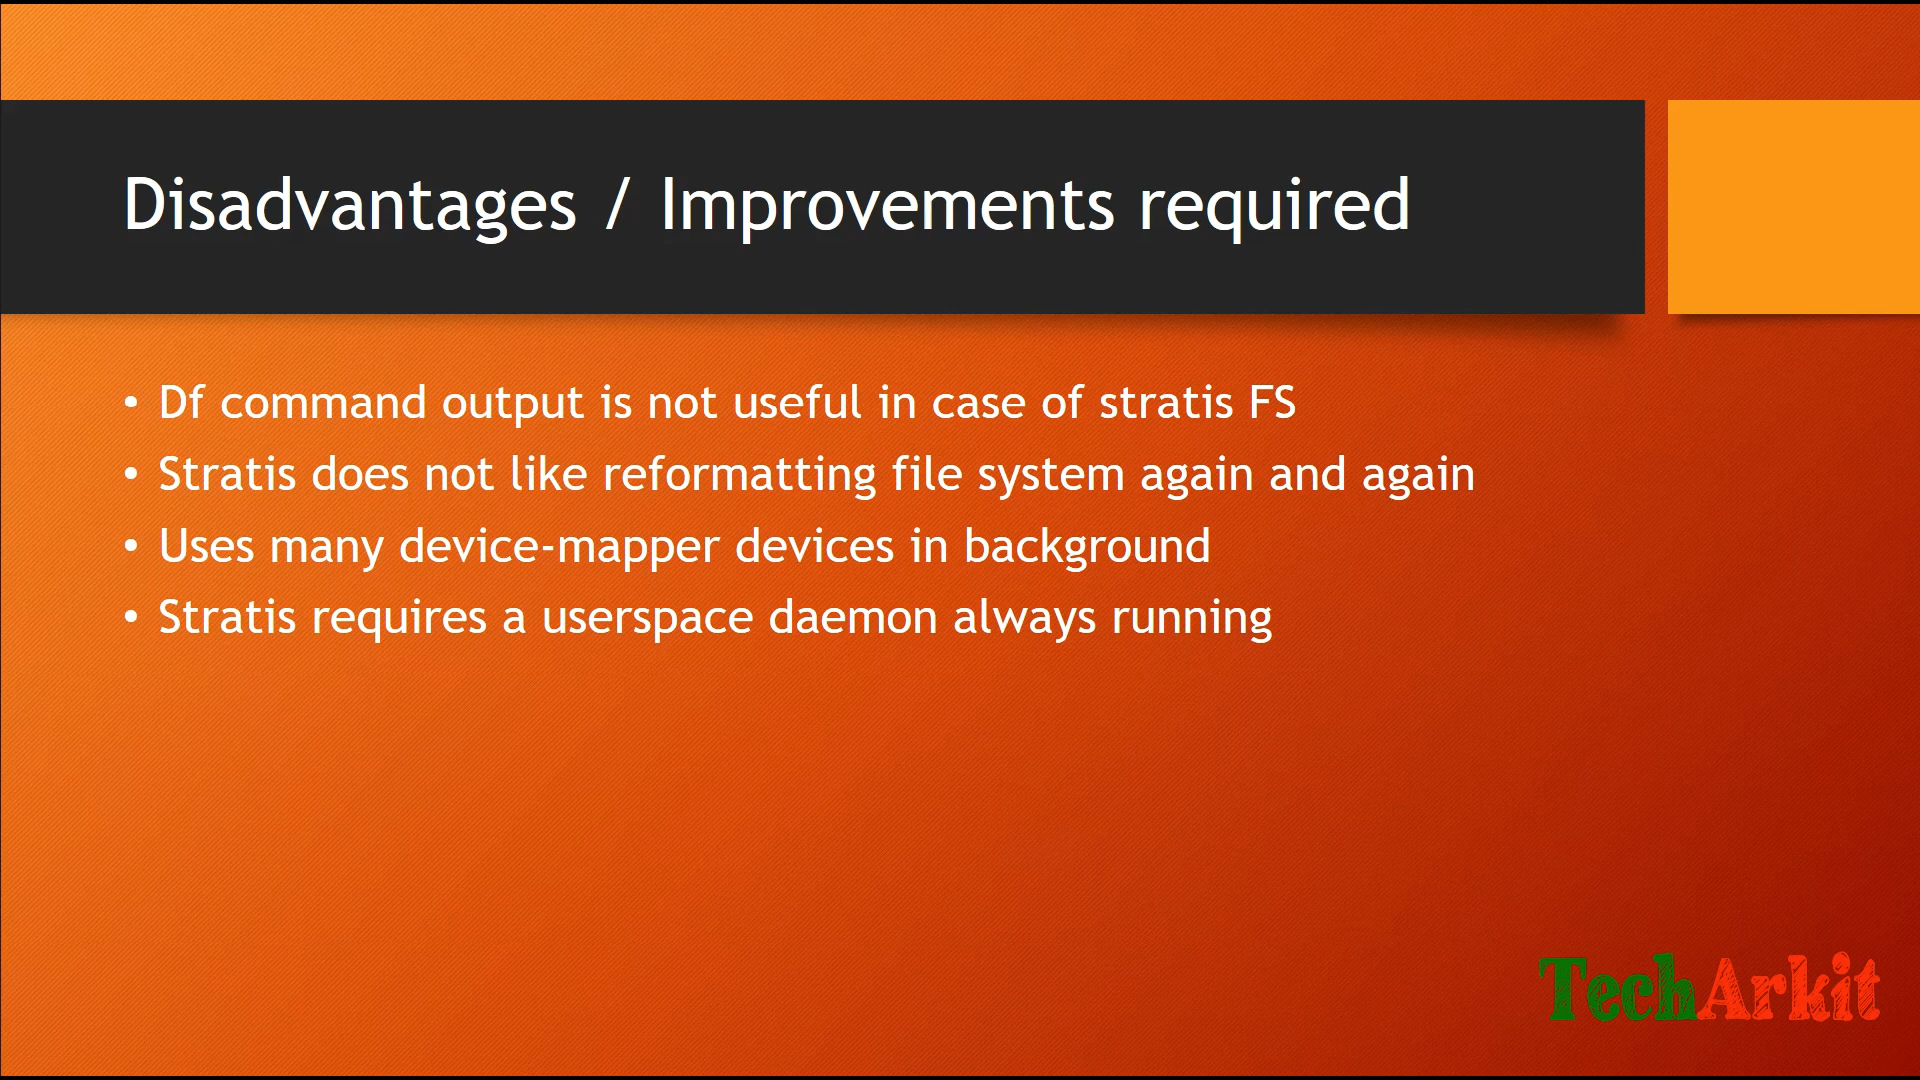 Disadvantages / Improvements required
• Df command output is not useful in case of stratis FS
• Stratis does not like reformatting file system again and again
• Uses many device-mapper devices in background
• Stratis requires a userspace daemon always running
TechArkit